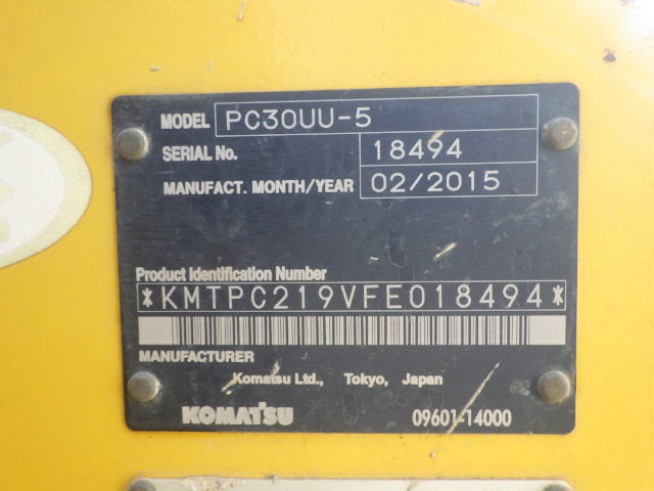 MODEL PC30UU-5
SERIAL No. 18494
MANUFACT. MONTH/YEAR 02/2015
Product Identification Number
*KMTPC219VFE018494*
MANUFACTURER
Komatsu Ltd., Tokyo, Japan
KOMATSU 09601-14000